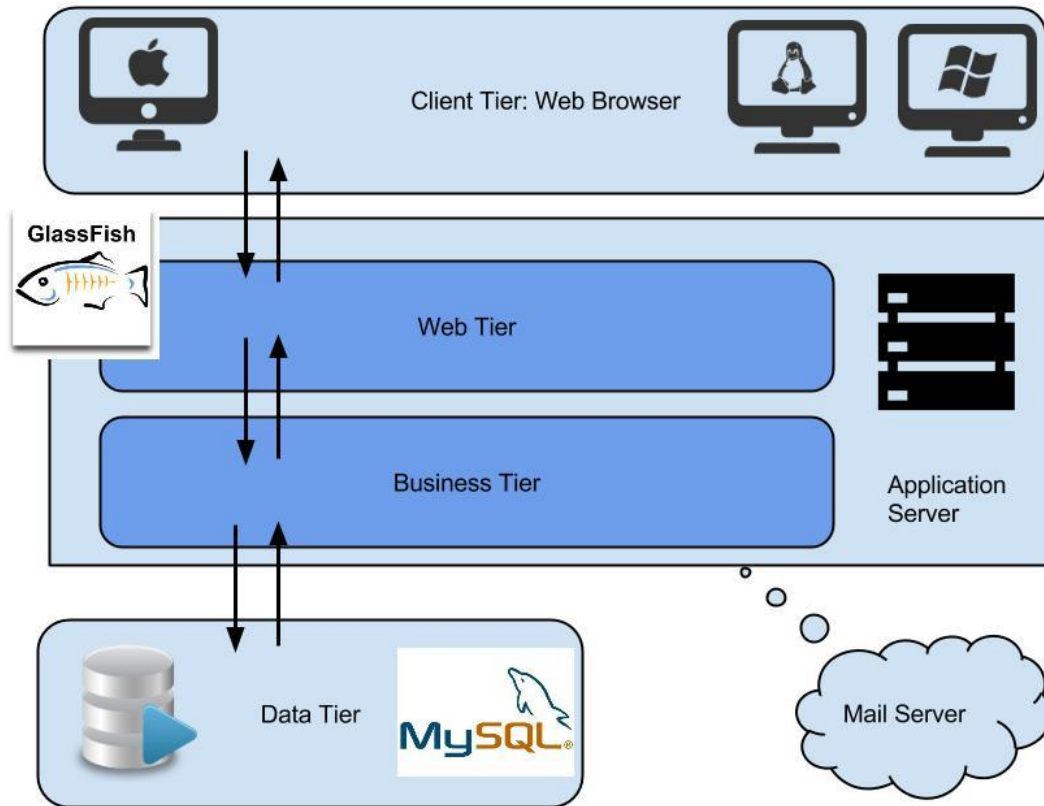 Client Tier: Web Browser
GlassFish
Web Tier
Business Tier
Application
Server
Data Tier
MySQL®
Mail Server